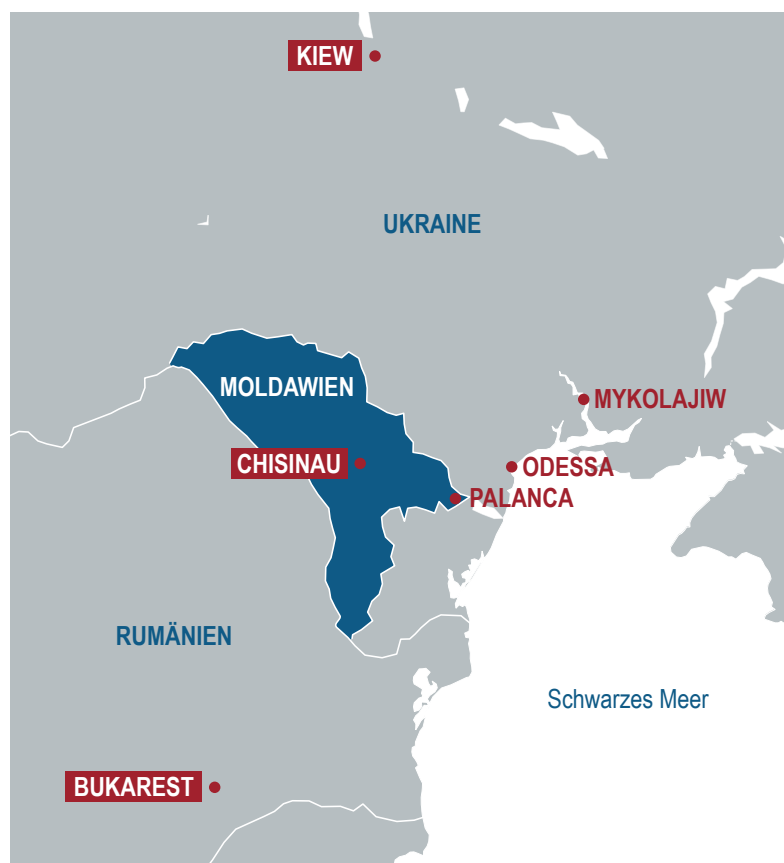 KIEW
UKRAINE
MOLDAWIEN
MYKOLAJIW
CHISINAU
ODESSA
PALANCA
RUMÄNIEN
Schwarzes Meer
BUKAREST